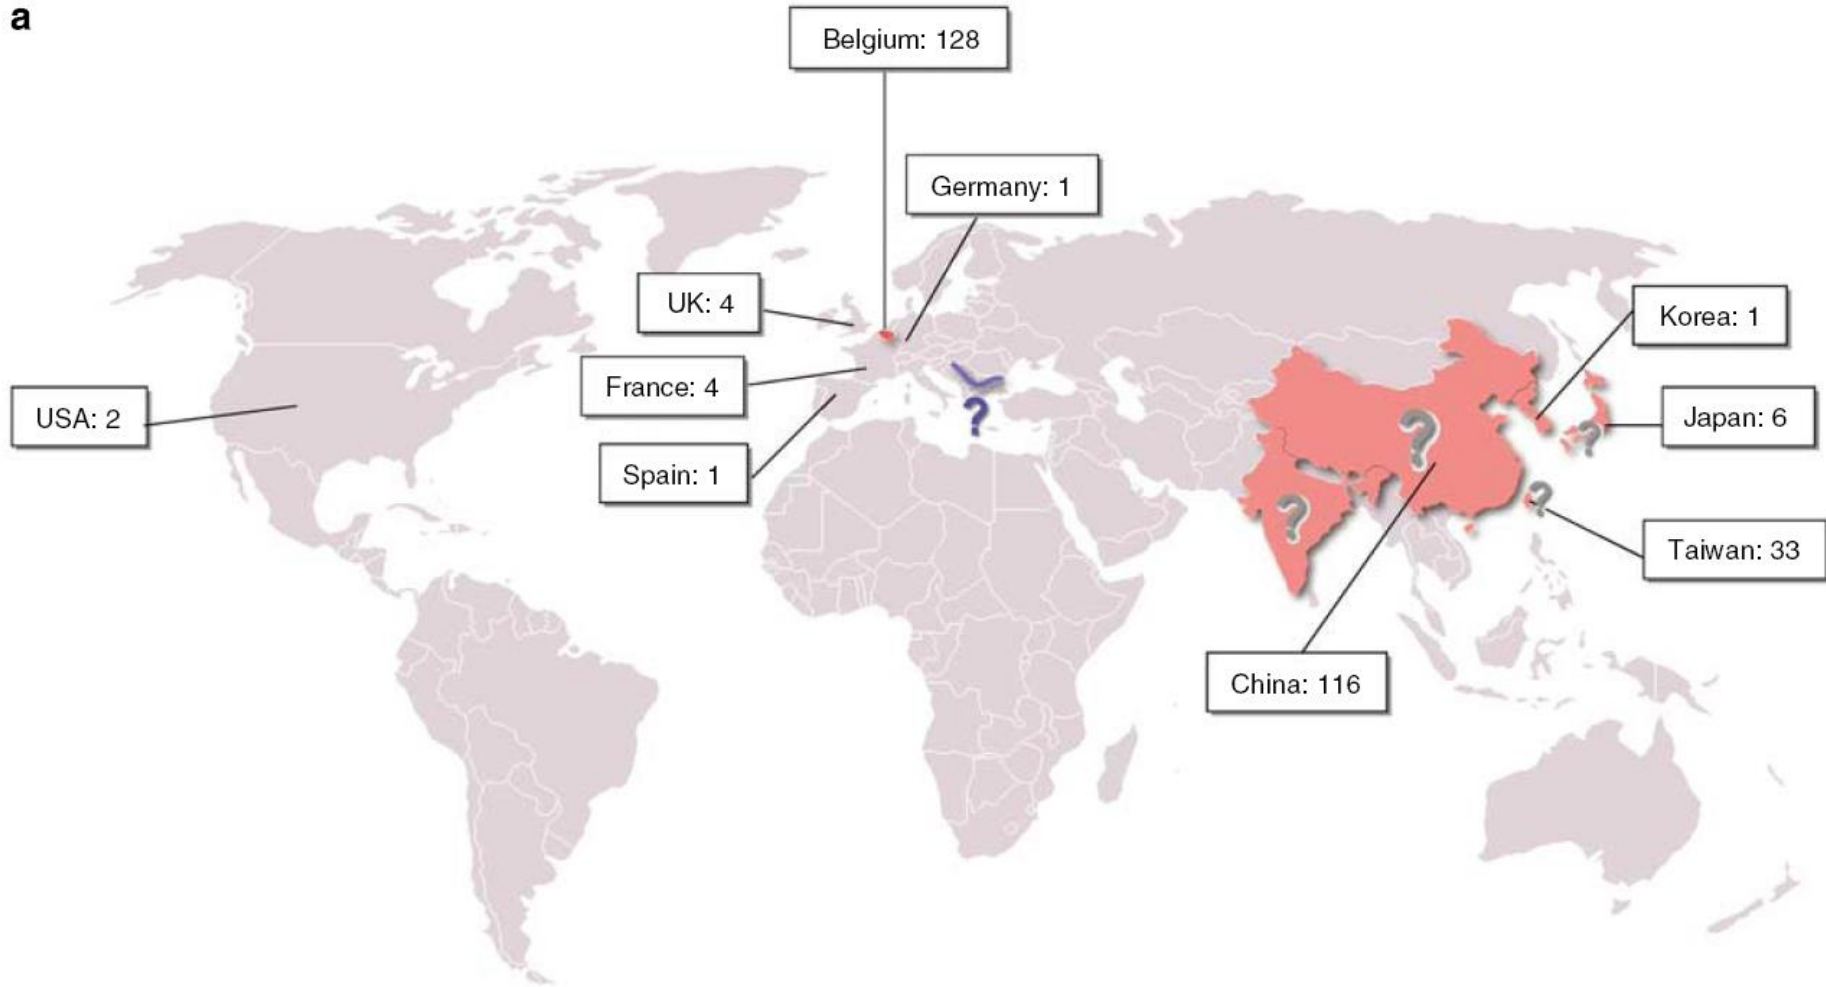 a
Belgium: 128
Germany: 1
UK: 4
Korea: 1
France: 4
USA: 2
Japan: 6
?
?
?
Spain: 1
?
?
Taiwan: 33
China: 116